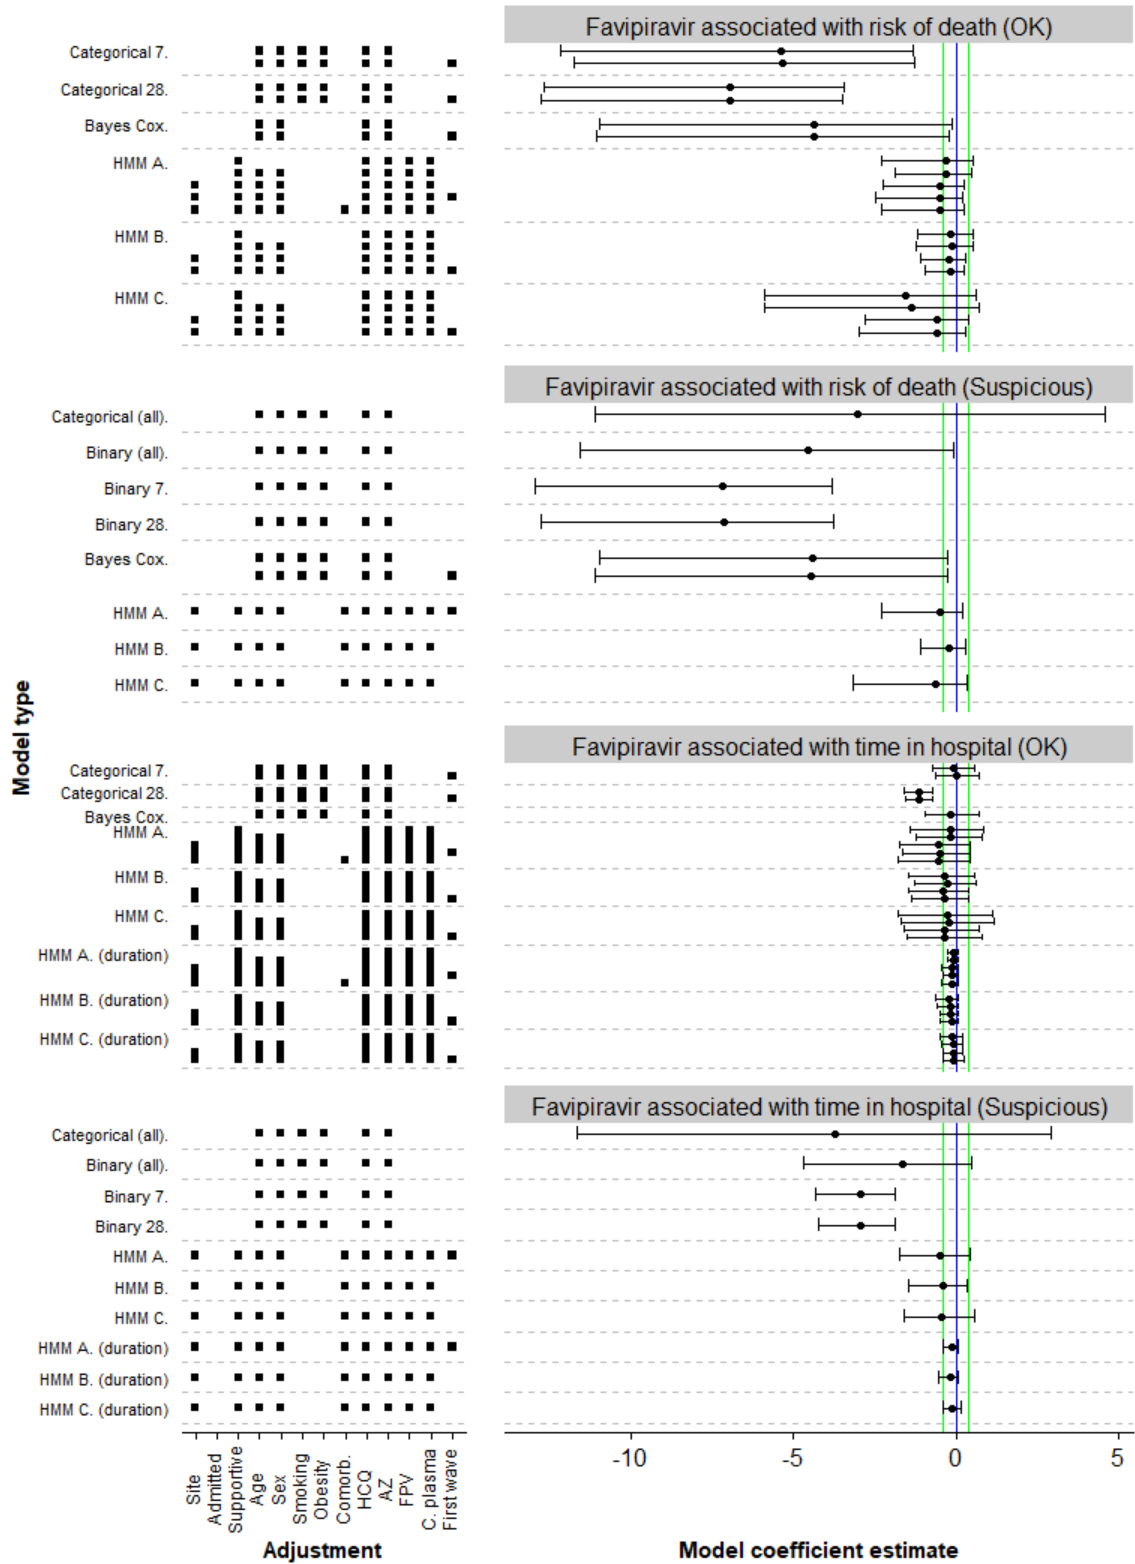 Favipiravir associated with risk of death (OK)
Categorical 7.
Categorical 28.
Bayes Cox.
HMM A.
HMM B.
HMM C.
Favipiravir associated with risk of death (Suspicious)
Categorical (all).
Binary (all).
Binary 7.
Binary 28.
Bayes Cox.
HMM A.
HMM B.
HMM C.
Model type
Favipiravir associated with time in hospital (OK)
Categorical 7.
Categorical 28.
Bayes Cox.
HMM A.
HMM B.
HMM C.
HMM A. (duration)
HMM B. (duration)
HMM C. (duration)
Favipiravir associated with time in hospital (Suspicious)
Categorical (all).
Binary (all).
Binary 7.
Binary 28.
HMM A.
HMM B.
HMM C.
HMM A. (duration)
HMM B. (duration)
HMM C. (duration)
Site
Admitted
Supportive
Age
Sex
Smoking
Obesity
Comorb.
HCQ
AZ
FPV
C. plasma
First wave
-10 -5 0 5
Adjustment
Model coefficient estimate